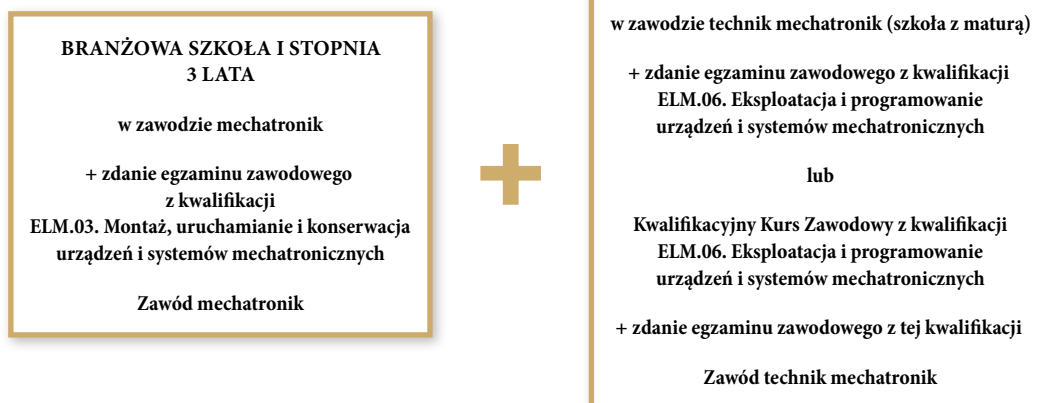 BRANŻOWA SZKOŁA I STOPNIA
3 LATA
w zawodzie mechatronik
+ zdanie egzaminu zawodowego
z kwalifikacji
ELM.03. Montaż, uruchamianie i konserwacja
urządzeń i systemów mechatronicznych
Zawód mechatronik
+
w zawodzie technik mechatronik (szkoła z maturą)
+ zdanie egzaminu zawodowego z kwalifikacji
ELM.06. Eksploatacja i programowanie
urządzeń i systemów mechatronicznych
lub
Kwalifikacyjny Kurs Zawodowy z kwalifikacji
ELM.06. Eksploatacja i programowanie
urządzeń i systemów mechatronicznych
+ zdanie egzaminu zawodowego z tej kwalifikacji
Zawód technik mechatronik